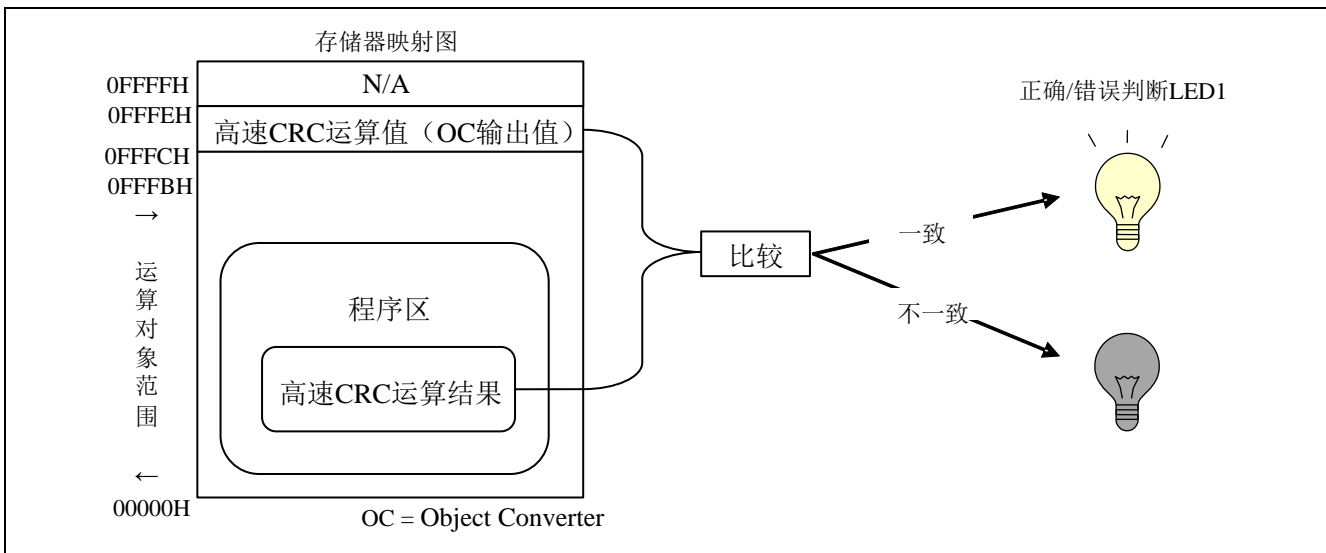 存储器映射图
0FFFFH
N/A
正确/错误判断LED1
0FFFEH
高速CRC运算值（OC输出值）
0FFFCH
0FFFBH
→
一致
比较
运算对象范围
程序区
不一致
高速CRC运算结果
←
00000H
OC = Object Converter